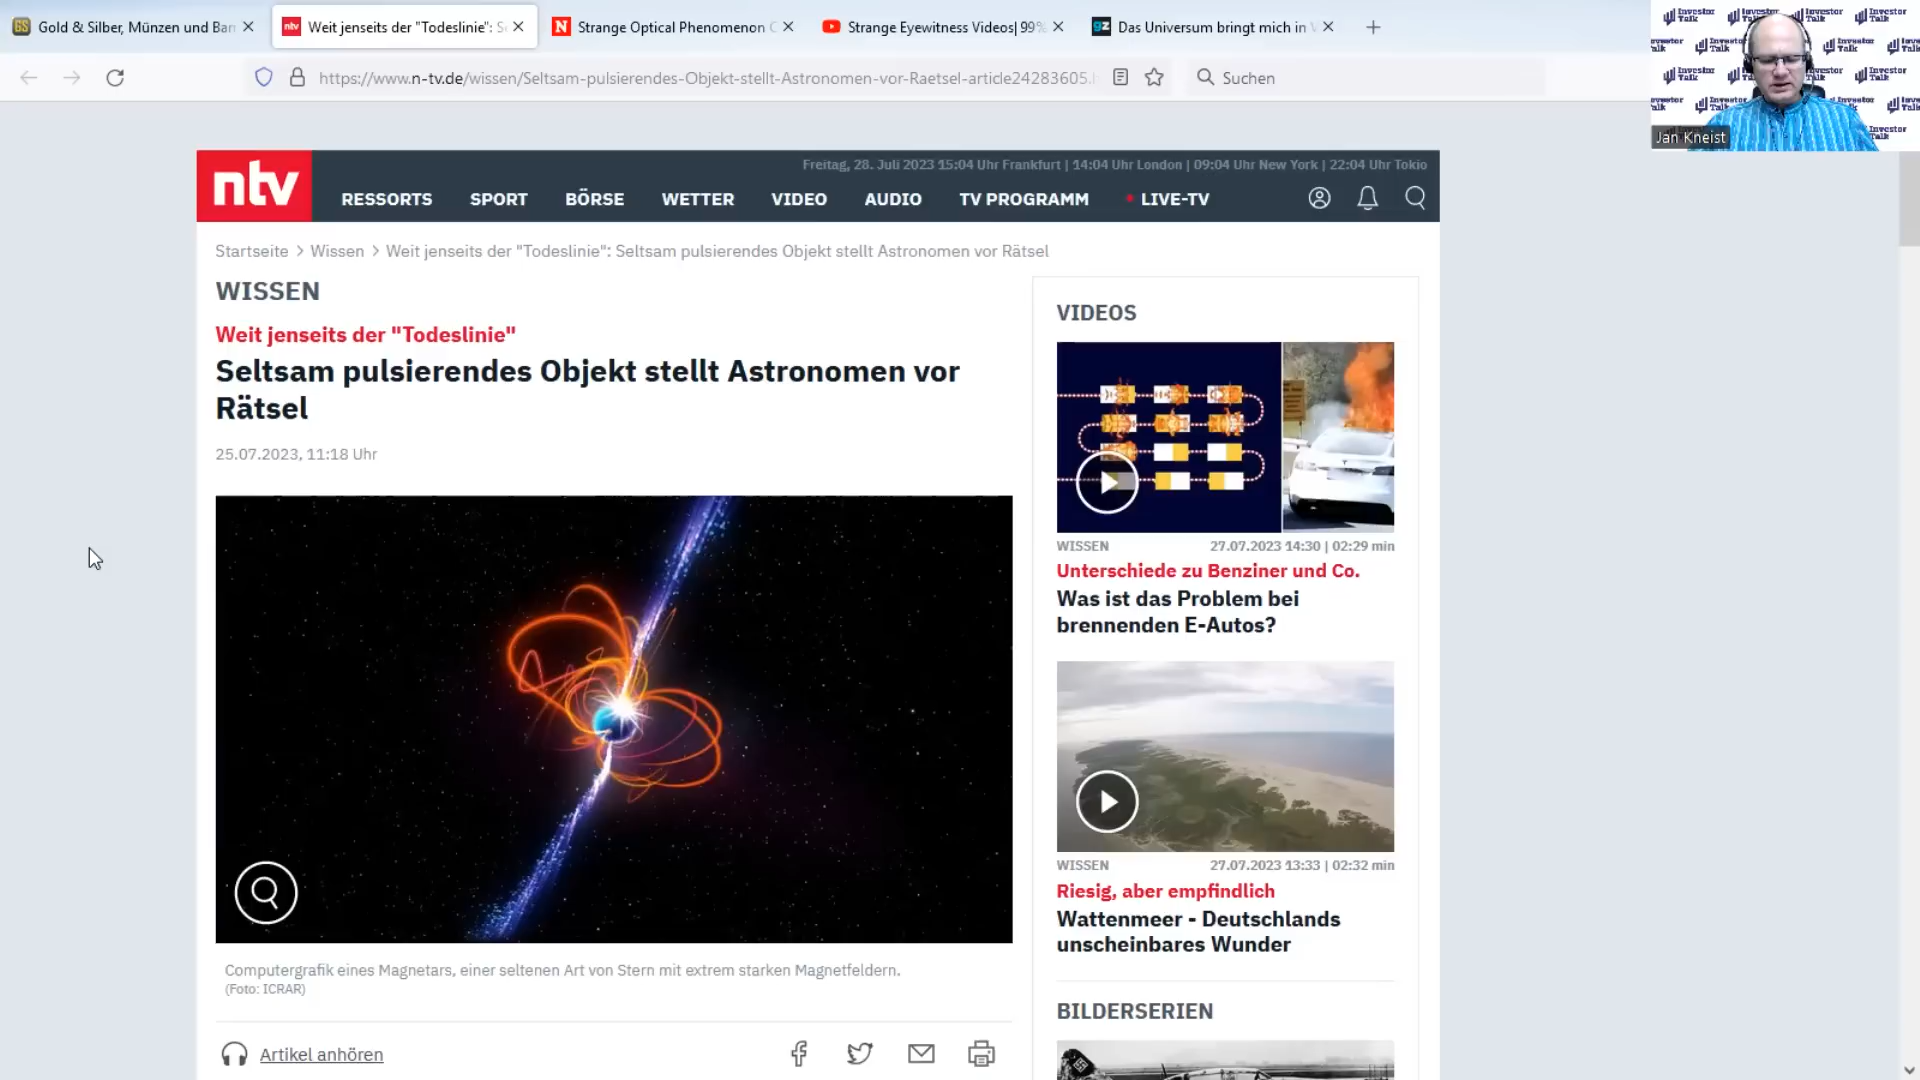 Gold & Silber, Münzen und Bar
Weit jenseits der "Todeslinie": S
Strange Optical Phenomenon C
Strange Eyewitness Videos| 99%
Das Universum bringt mich in V
https://www.n-tv.de/wissen/Seltsam-pulsierendes-Objekt-stellt-Astronomen-vor-Raetsel-article24283605.h
Suchen
Investor Talk
Jan Kneist
ntv
Freitag, 28. Juli 2023 15:04 Uhr Frankfurt | 14:04 Uhr London | 09:04 Uhr New York | 22:04 Uhr Tokio
RESSORTS SPORT BÖRSE WETTER VIDEO AUDIO TV PROGRAMM LIVE-TV
Startseite > Wissen > Weit jenseits der "Todeslinie": Seltsam pulsierendes Objekt stellt Astronomen vor Rätsel
WISSEN
Weit jenseits der "Todeslinie"
Seltsam pulsierendes Objekt stellt Astronomen vor
Rätsel
25.07.2023, 11:18 Uhr
Computergrafik eines Magnetars, einer seltenen Art von Stern mit extrem starken Magnetfeldern.
(Foto: ICRAR)
Artikel anhören
VIDEOS
WISSEN 27.07.2023 14:30 | 02:29 min
Unterschiede zu Benziner und Co.
Was ist das Problem bei
brennenden E-Autos?
WISSEN 27.07.2023 13:33 | 02:32 min
Riesig, aber empfindlich
Wattenmeer - Deutschlands
unscheinbares Wunder
BILDERSERIEN